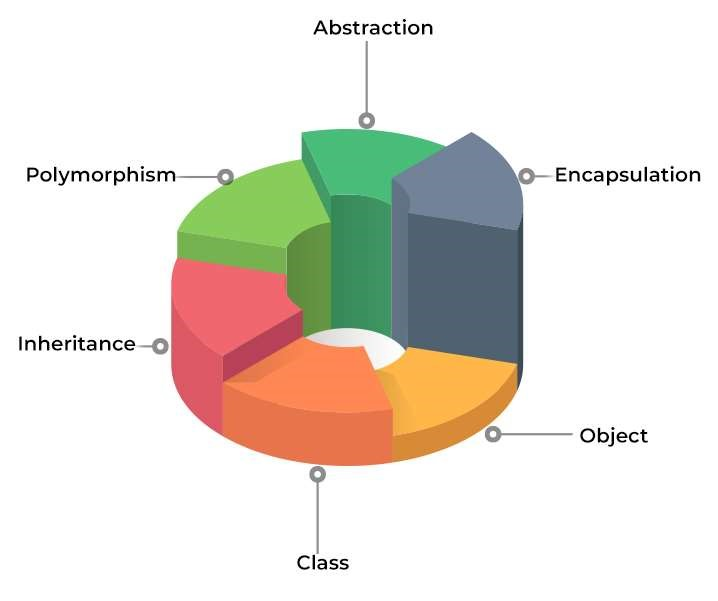 Abstraction
Polymorphism
Encapsulation
Inheritance
Object
Class